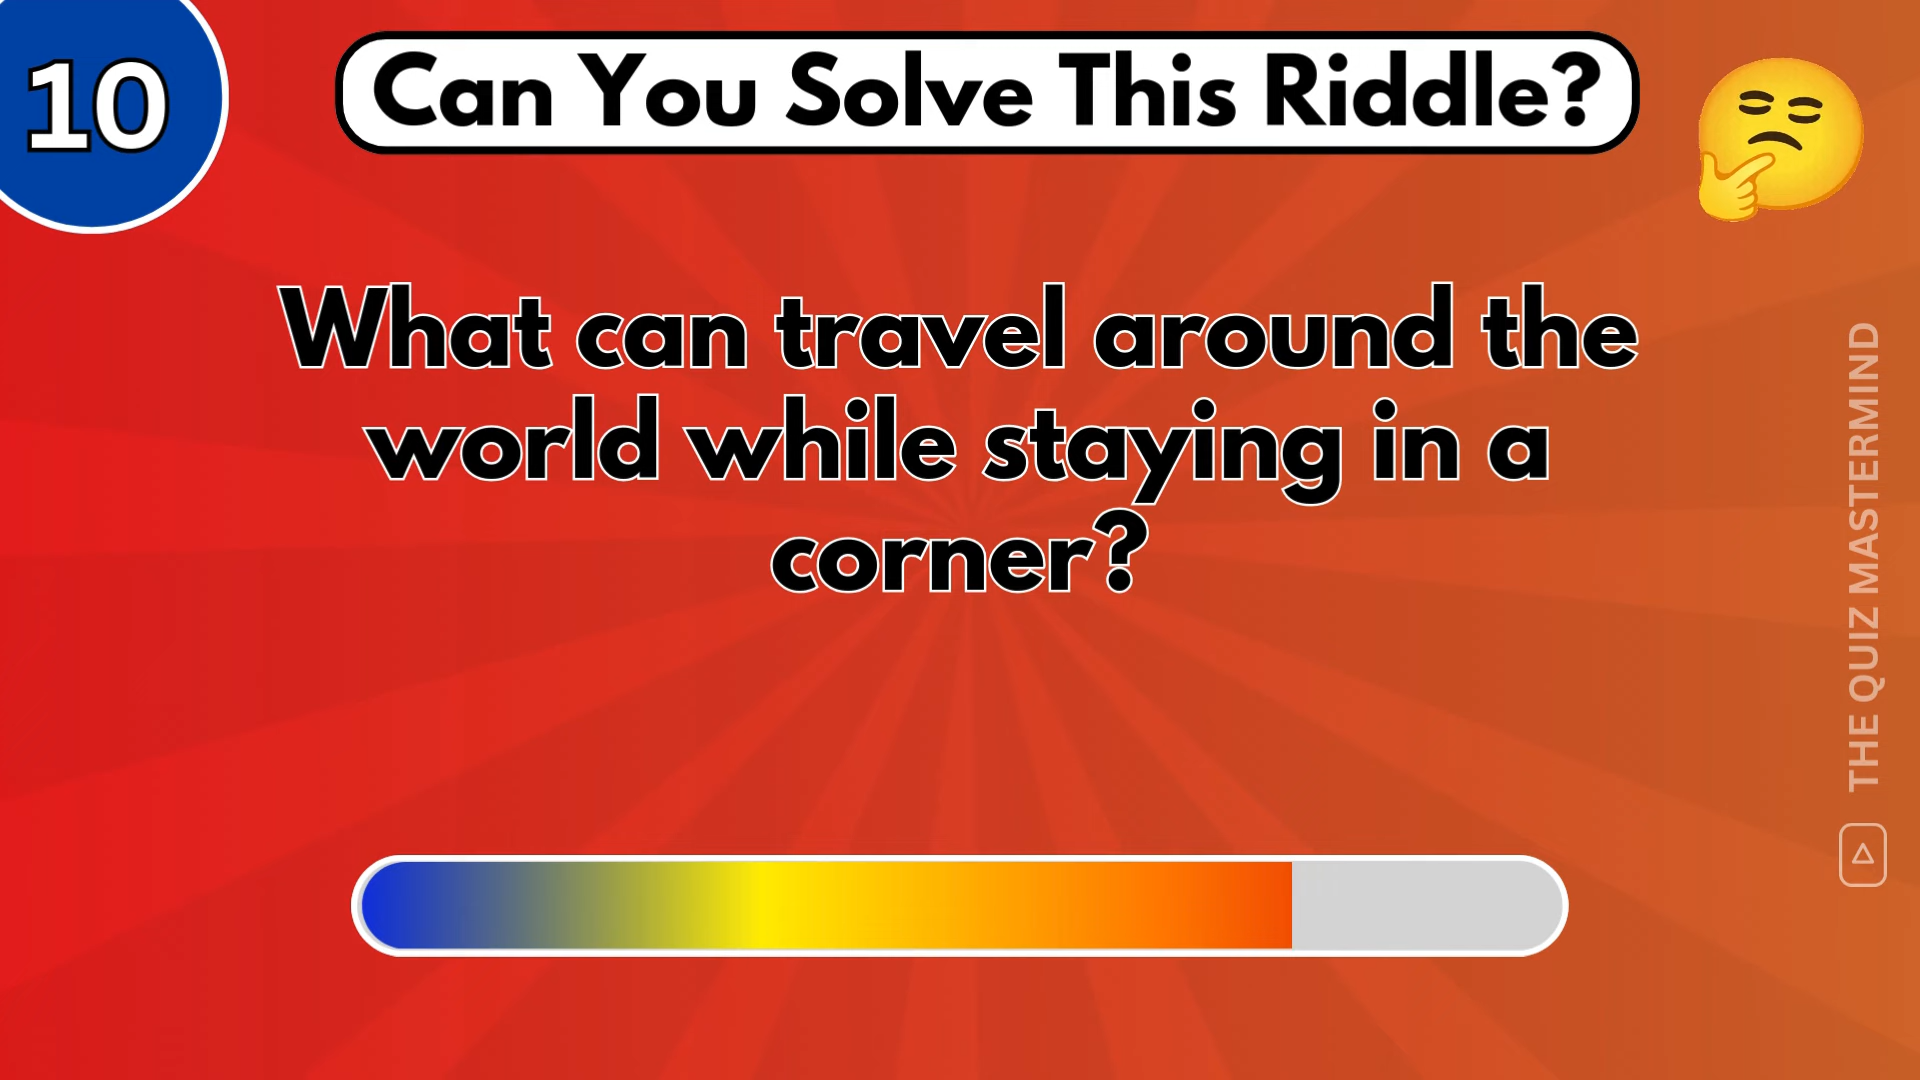 10
Can You Solve This Riddle?
What can travel around the
world while staying in a
corner?
THE QUIZ MASTERMIND